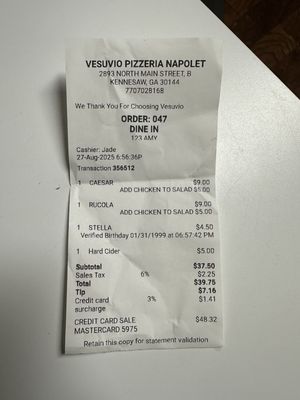 VESUVIO PIZZERIA NAPOLET
2893 NORTH MAIN STREET, B
KENNESAW, GA 30144
7707028168
We Thank You For Choosing Vesuvio
ORDER: 047
DINE IN
123 AMY
Cashier: Jade
27-Aug-2025 6:56:36P
Transaction 356512
1 CAESAR $9.00
ADD CHICKEN TO SALAD $5.00
1 RUCOLA $9.00
ADD CHICKEN TO SALAD $5.00
1 STELLA $4.50
Verified Birthday 01/31/1999 at 06:57:42 PM
1 Hard Cider $5.00
Subtotal $37.50
Sales Tax 6% $2.25
Total $39.75
Tip $7.16
Credit card 3% $1.41
surcharge
CREDIT CARD SALE $48.32
MASTERCARD 5975
Retain this copy for statement validation